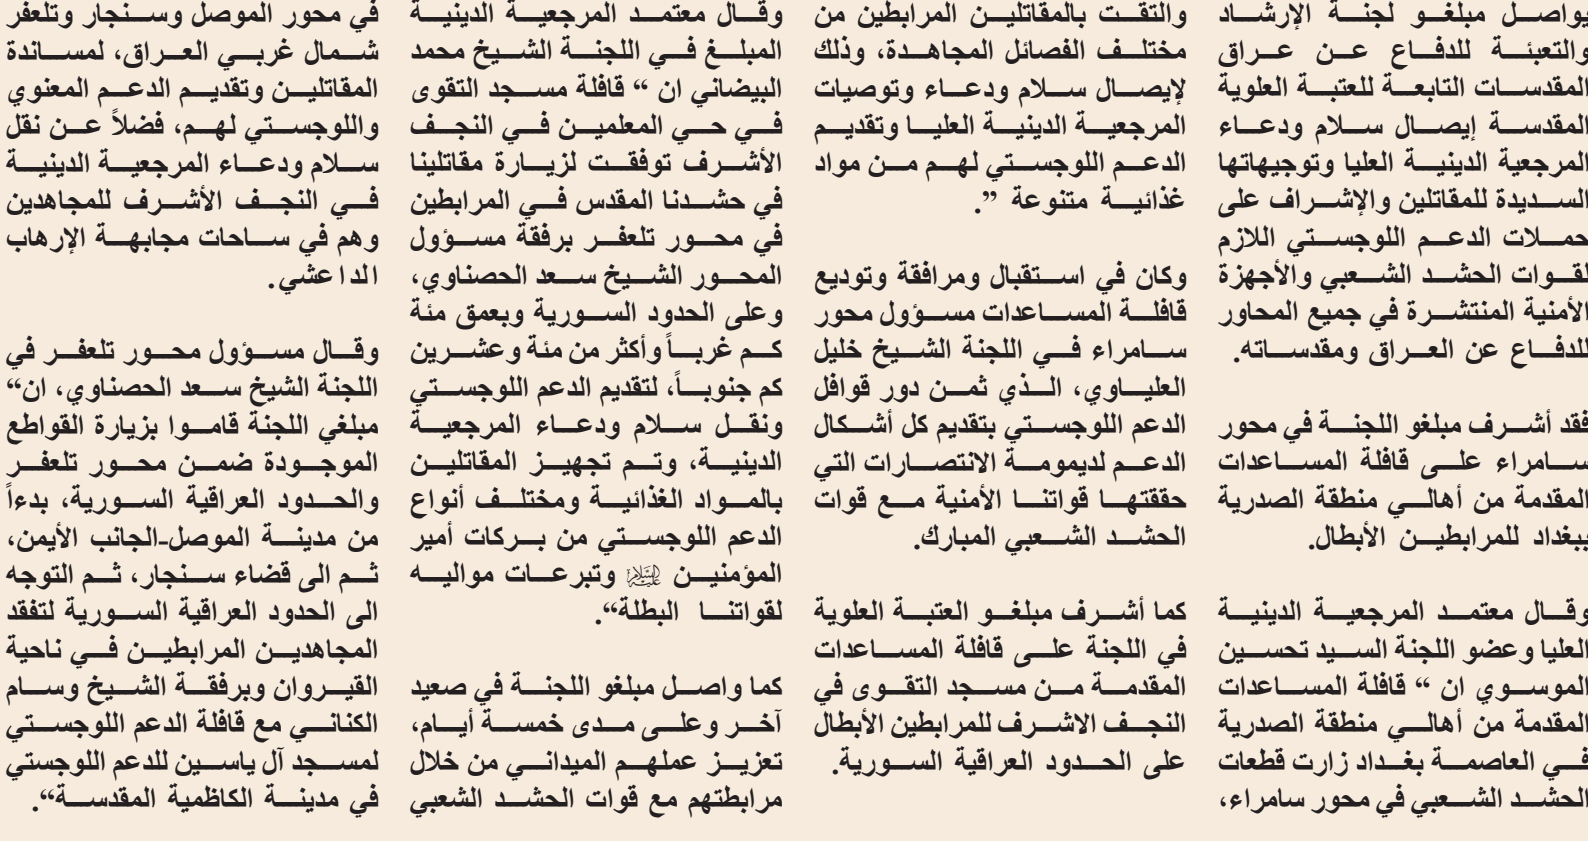 يواصل مبلغو لجنة الإرشاد
والتعبئة للدفاع عن عراق
المقدسات التابعة للعتبة العلوية
المقدسة إيصال سلام ودعاء
المرجعية الدينية العليا وتوجيهاتها
السديدة للمقاتلين والإشراف على
حملات الدعم اللوجستي اللازم
لقوات الحشد الشعبي والأجهزة
الأمنية المنتشرة في جميع المحاور
للدفاع عن العراق ومقدساته.
فقد أشرف مبلغو اللجنة في محور
سامراء على قافلة المساعدات
المقدمة من أهالي منطقة الصدرية
ببغداد للمرابطين الأبطال.
وقال معتمد المرجعية الدينية
العليا وعضو اللجنة السيد تحسين
الموسوي ان “ قافلة المساعدات
المقدمة من أهالي منطقة الصدرية
في العاصمة بغداد زارت قطعات
الحشد الشعبي في محور سامراء،
والتقت بالمقاتلين المرابطين من
مختلف الفصائل المجاهدة، وذلك
لإيصال سلام ودعاء وتوصيات
المرجعية الدينية العليا وتقديم
الدعم اللوجستي لهم من مواد
غذائية متنوعة ”.
وكان في استقبال ومرافقة وتوديع
قافلة المساعدات مسؤول محور
سامراء في اللجنة الشيخ خليل
العلياوي، الذي ثمن دور قوافل
الدعم اللوجستي بتقديم كل أشكال
الدعم لديمومة الانتصارات التي
حققتها قواتنا الأمنية مع قوات
الحشد الشعبي المبارك.
كما أشرف مبلغو العتبة العلوية
في اللجنة على قافلة المساعدات
المقدمة من مسجد التقوى في
النجف الاشرف للمرابطين الأبطال
على الحدود العراقية السورية.
وقال معتمد المرجعية الدينية
المبلغ في اللجنة الشيخ محمد
البيضاني ان “ قافلة مسجد التقوى
في حي المعلمين في النجف
الأشرف توفقت لزيارة مقاتلينا
في حشدنا المقدس في المرابطين
في محور تلعفر برفقة مسؤول
المحور الشيخ سعد الحصناوي،
وعلى الحدود السورية وبعمق مئة
كم غرباً وأكثر من مئة وعشرين
كم جنوباً، لتقديم الدعم اللوجستي
ونقل سلام ودعاء المرجعية
الدينية، وتم تجهيز المقاتلين
بالمواد الغذائية ومختلف أنواع
الدعم اللوجستي من بركات أمير
المؤمنين عليه السلام وتبرعات مواليه
لقواتنا البطلة“.
كما واصل مبلغو اللجنة في صعيد
آخر وعلى مدى خمسة أيام،
تعزيز عملهم الميداني من خلال
مرابطتهم مع قوات الحشد الشعبي
في محور الموصل وسنجار وتلعفر
شمال غربي العراق، لمساندة
المقاتلين وتقديم الدعم المعنوي
واللوجستي لهم، فضلاً عن نقل
سلام ودعاء المرجعية الدينية
في النجف الأشرف للمجاهدين
وهم في ساحات مجابهة الإرهاب
الداعشي.
وقال مسؤول محور تلعفر في
اللجنة الشيخ سعد الحصناوي، ان“
مبلغي اللجنة قاموا بزيارة القواطع
الموجودة ضمن محور تلعفر
والحدود العراقية السورية، بدءاً
من مدينة الموصل-الجانب الأيمن،
ثم الى قضاء سنجار، ثم التوجه
الى الحدود العراقية السورية لتفقد
المجاهدين المرابطين في ناحية
القيروان وبرفقة الشيخ وسام
الكناني مع قافلة الدعم اللوجستي
لمسجد آل ياسين للدعم اللوجستي
في مدينة الكاظمية المقدسة“.